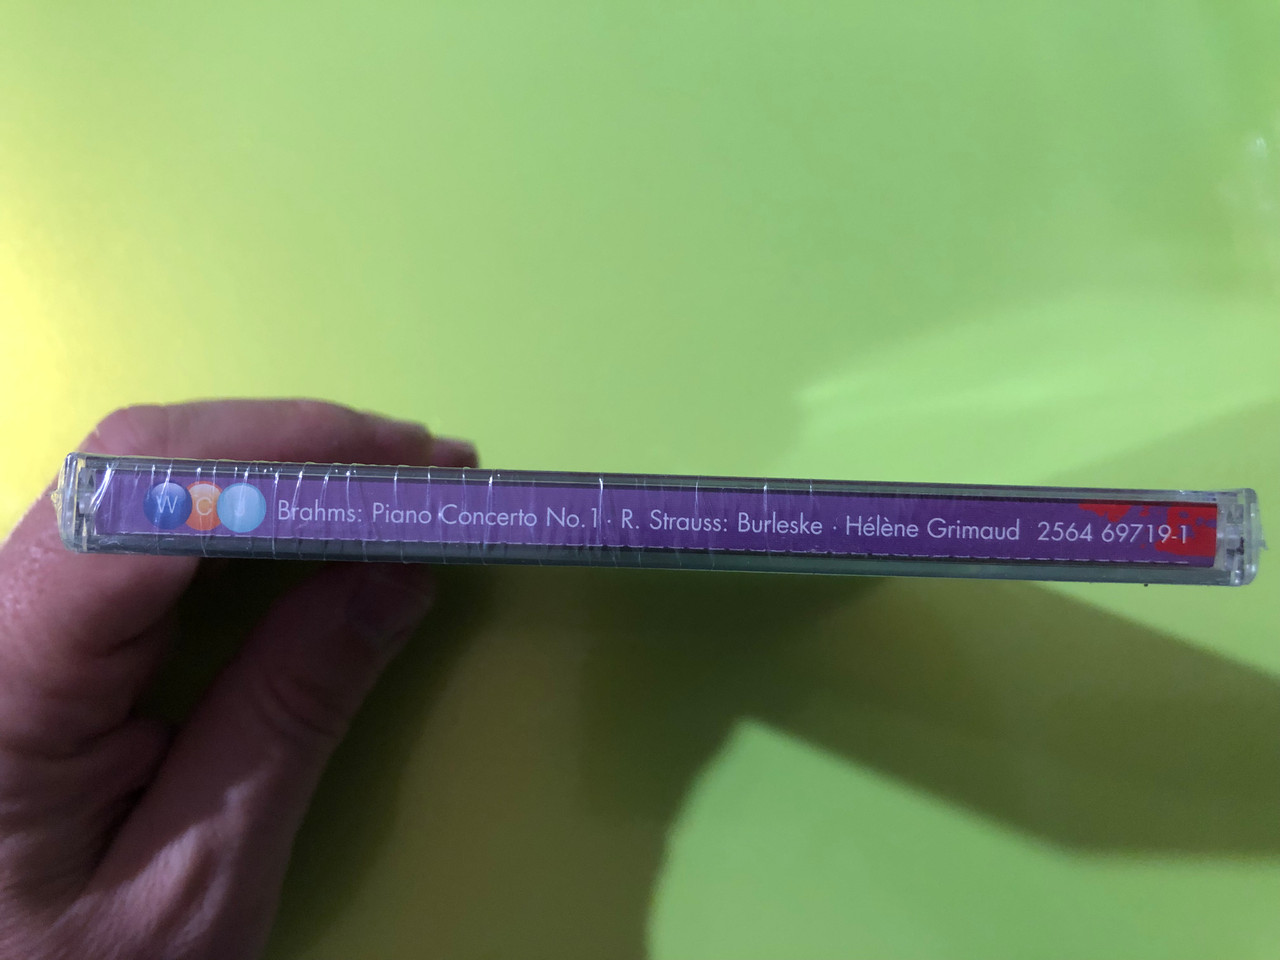 W C Brahms: Piano Concerto No.1 · R. Strauss: Burleske · Hélène Grimaud 2564 69719-1